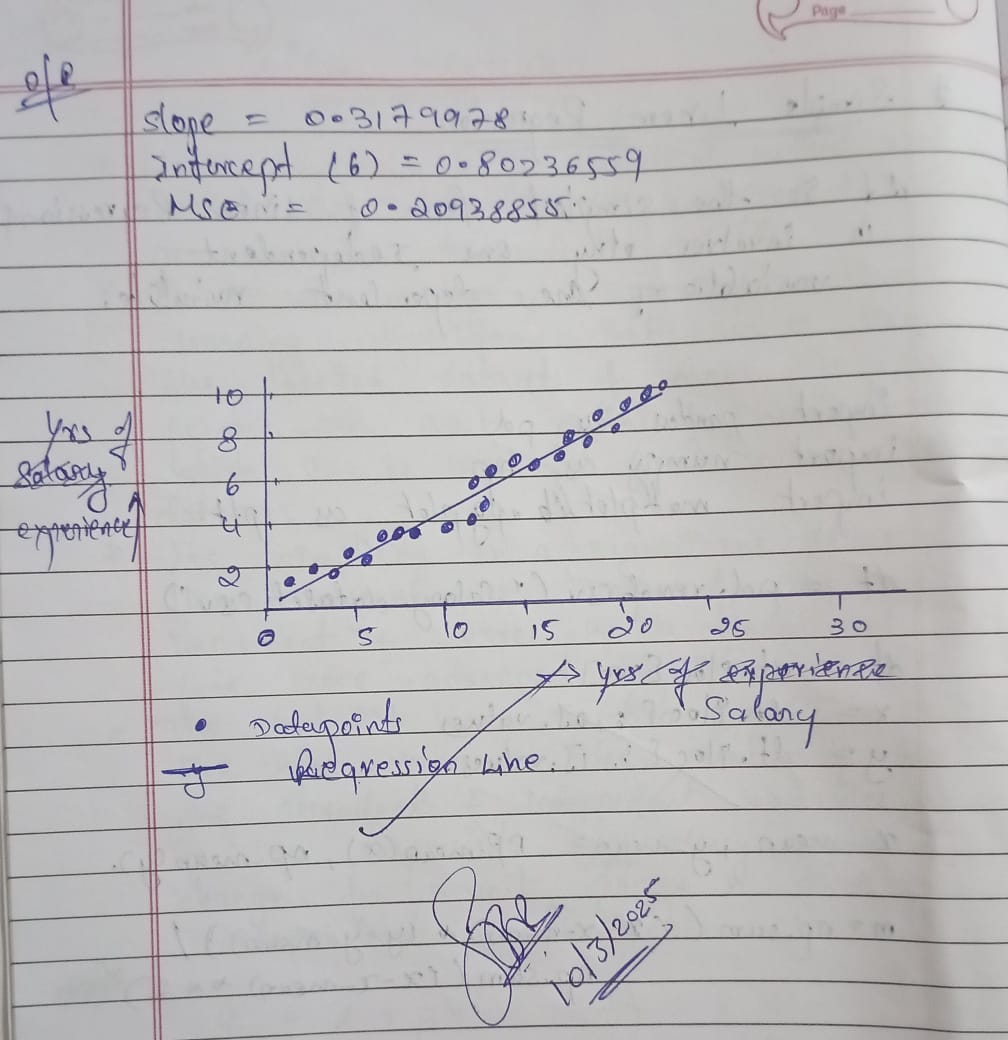 Page
o/p
slope = 0.3179978
intercept (b) = 0.80236559
MSE = 0.20938855
10
8
6
4
2
Yrs of
Salary
experience
0 5 10 15 20 25 30
→ yrs of experience
Salary
• Datapoints
Regression Line
10/3/2025